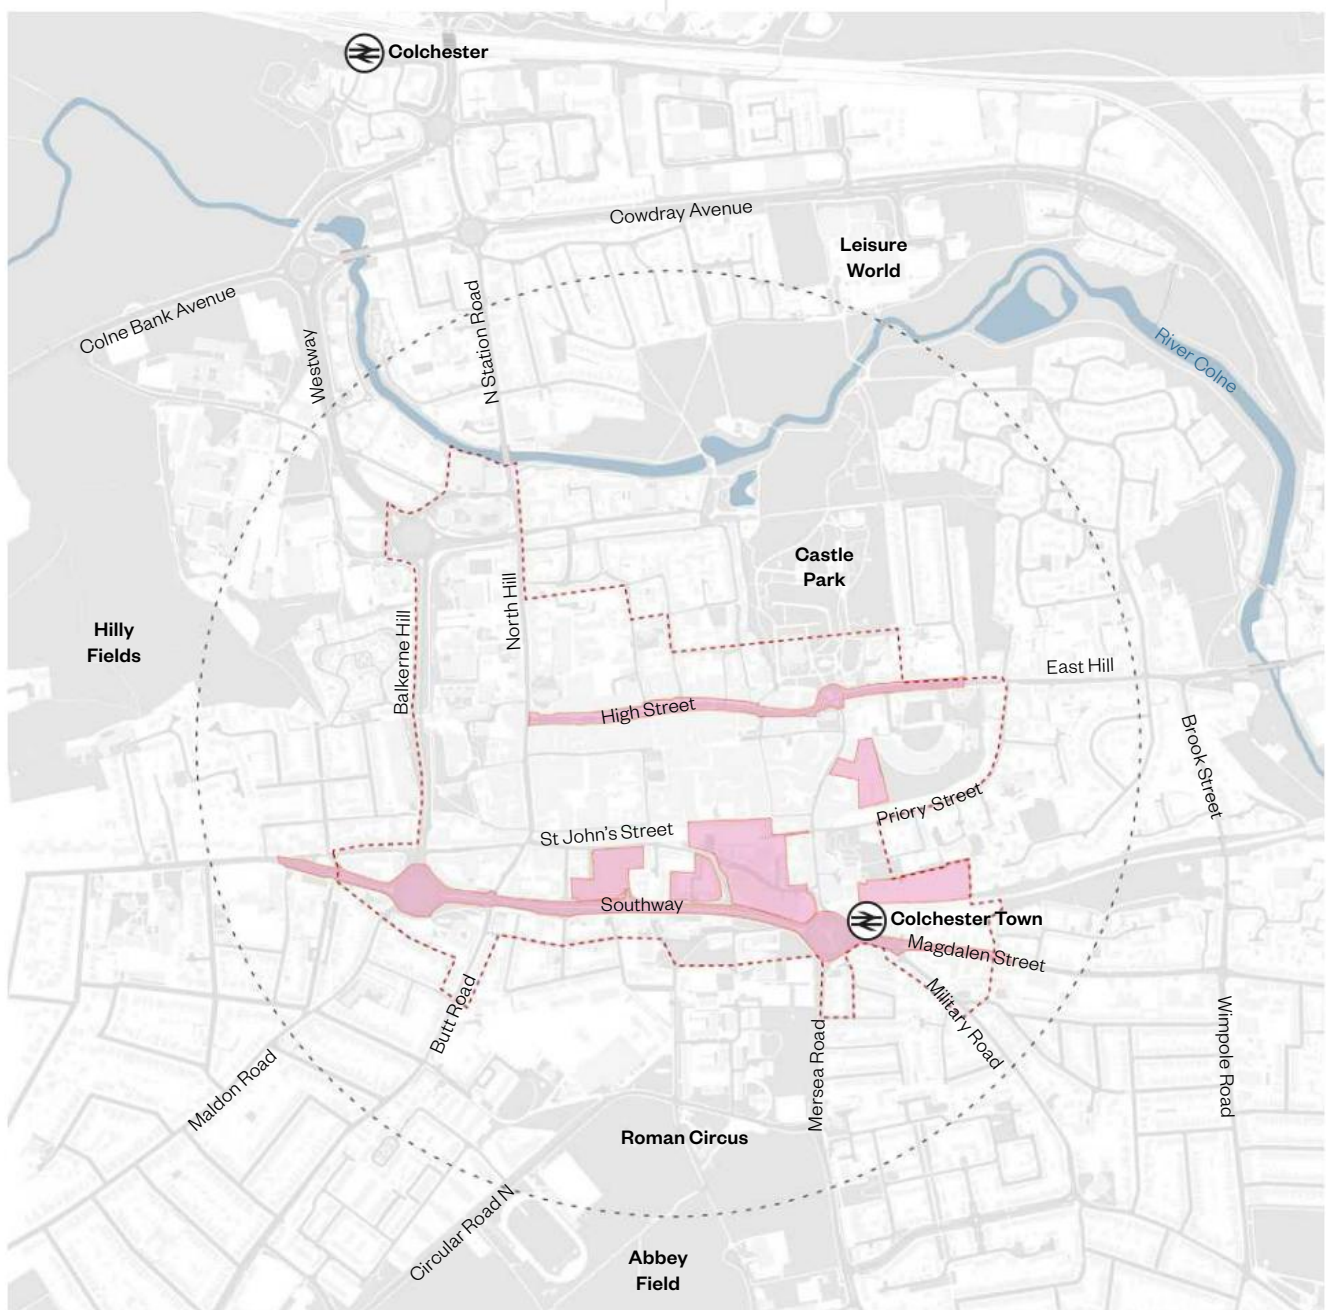 Colchester
Cowdray Avenue
Leisure
World
Colne Bank Avenue
Westway
N Station Road
River Colne
Castle
Park
Hilly
Fields
Balkerne Hill
North Hill
East Hill
High Street
Brook Street
Priory Street
St John's Street
Southway
Colchester Town
Magdalen Street
Butt Road
Military Road
Mersea Road
Wimpole Road
Maldon Road
Roman Circus
Circular Road N
Abbey
Field